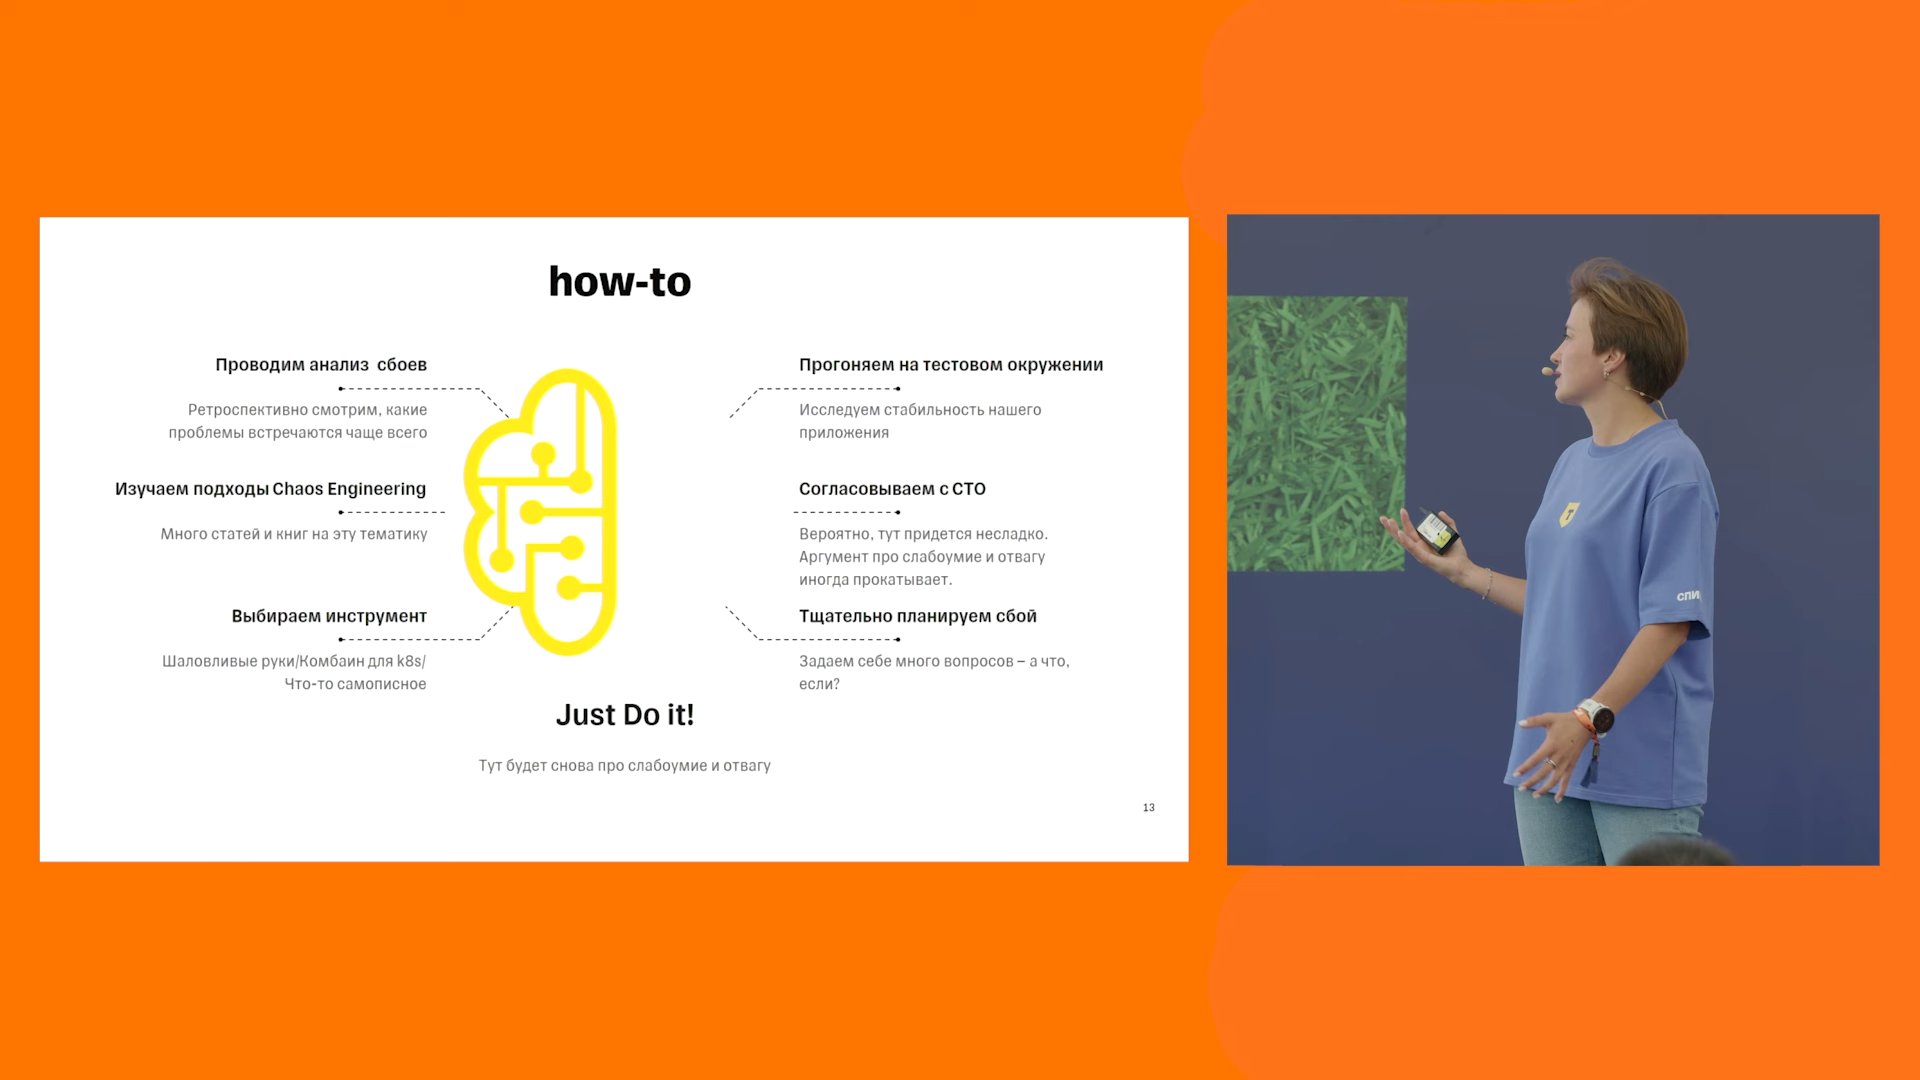 how-to
Проводим анализ сбоев
Ретроспективно смотрим, какие
проблемы встречаются чаще всего
Изучаем подходы Chaos Engineering
Много статей и книг на эту тематику
Выбираем инструмент
Шаловливые руки/Комбаин для k8s/
Что-то самописное
Прогоняем на тестовом окружении
Исследуем стабильность нашего
приложения
Согласовываем с СТО
Вероятно, тут придется несладко.
Аргумент про слабоумие и отвагу
иногда прокатывает.
Тщательно планируем сбой
Задаем себе много вопросов – а что,
если?
Just Do it!
Тут будет снова про слабоумие и отвагу
13